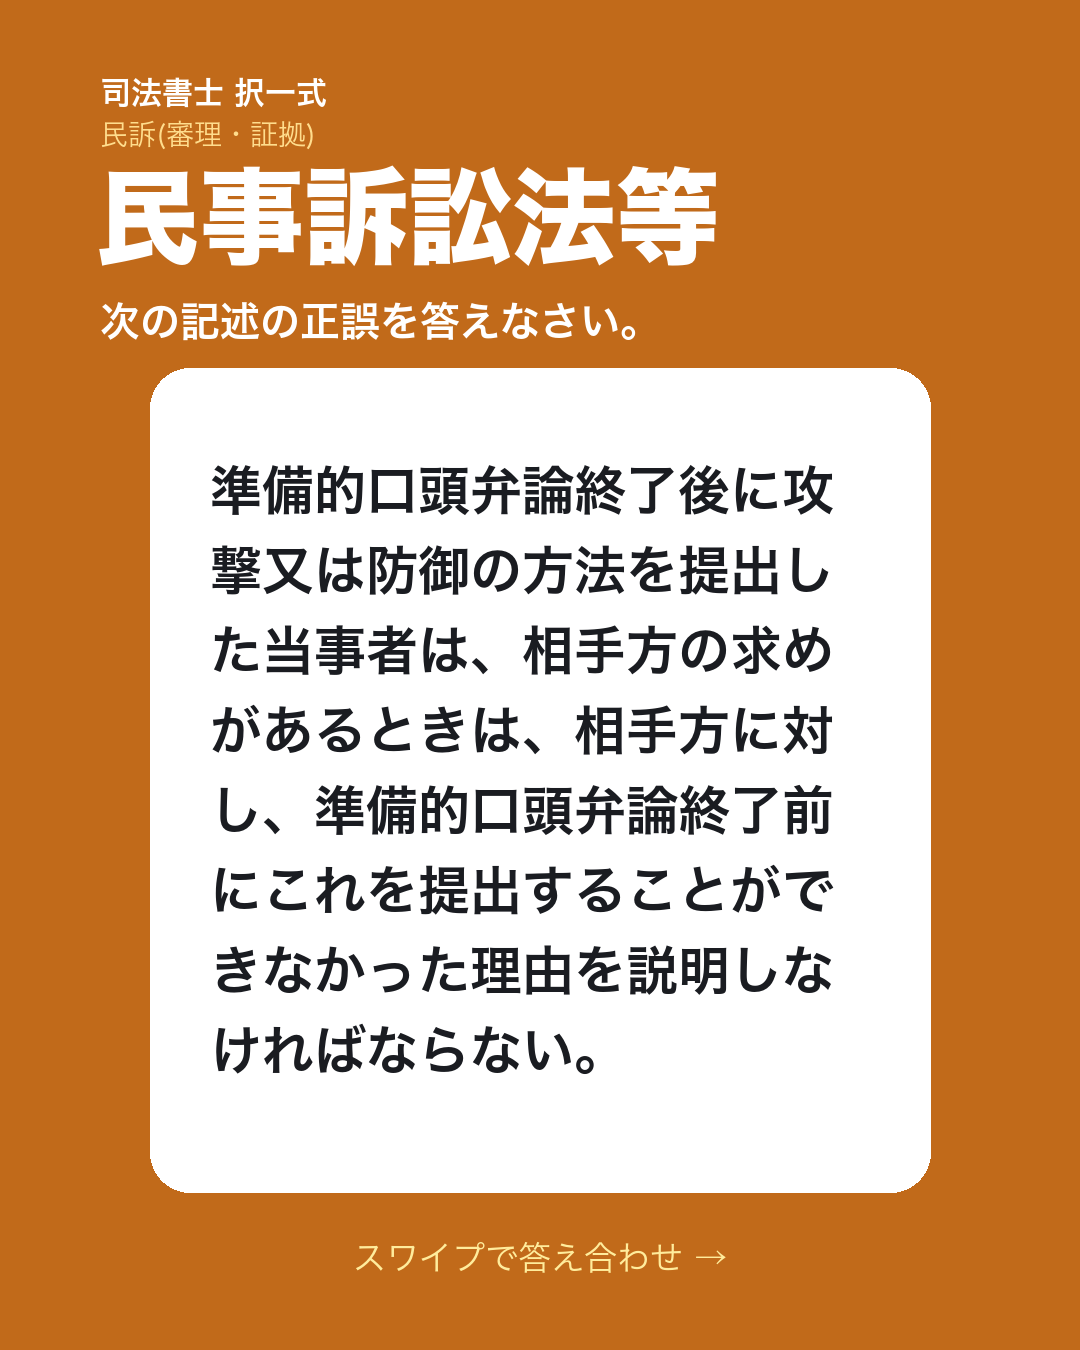 司法書士 択一式
民訴(審理・証拠)
民事訴訟法等
次の記述の正誤を答えなさい。
準備的口頭弁論終了後に攻
撃又は防御の方法を提出し
た当事者は、相手方の求め
があるときは、相手方に対
し、準備的口頭弁論終了前
にこれを提出することがで
きなかった理由を説明しな
ければならない。
スワイプで答え合わせ →